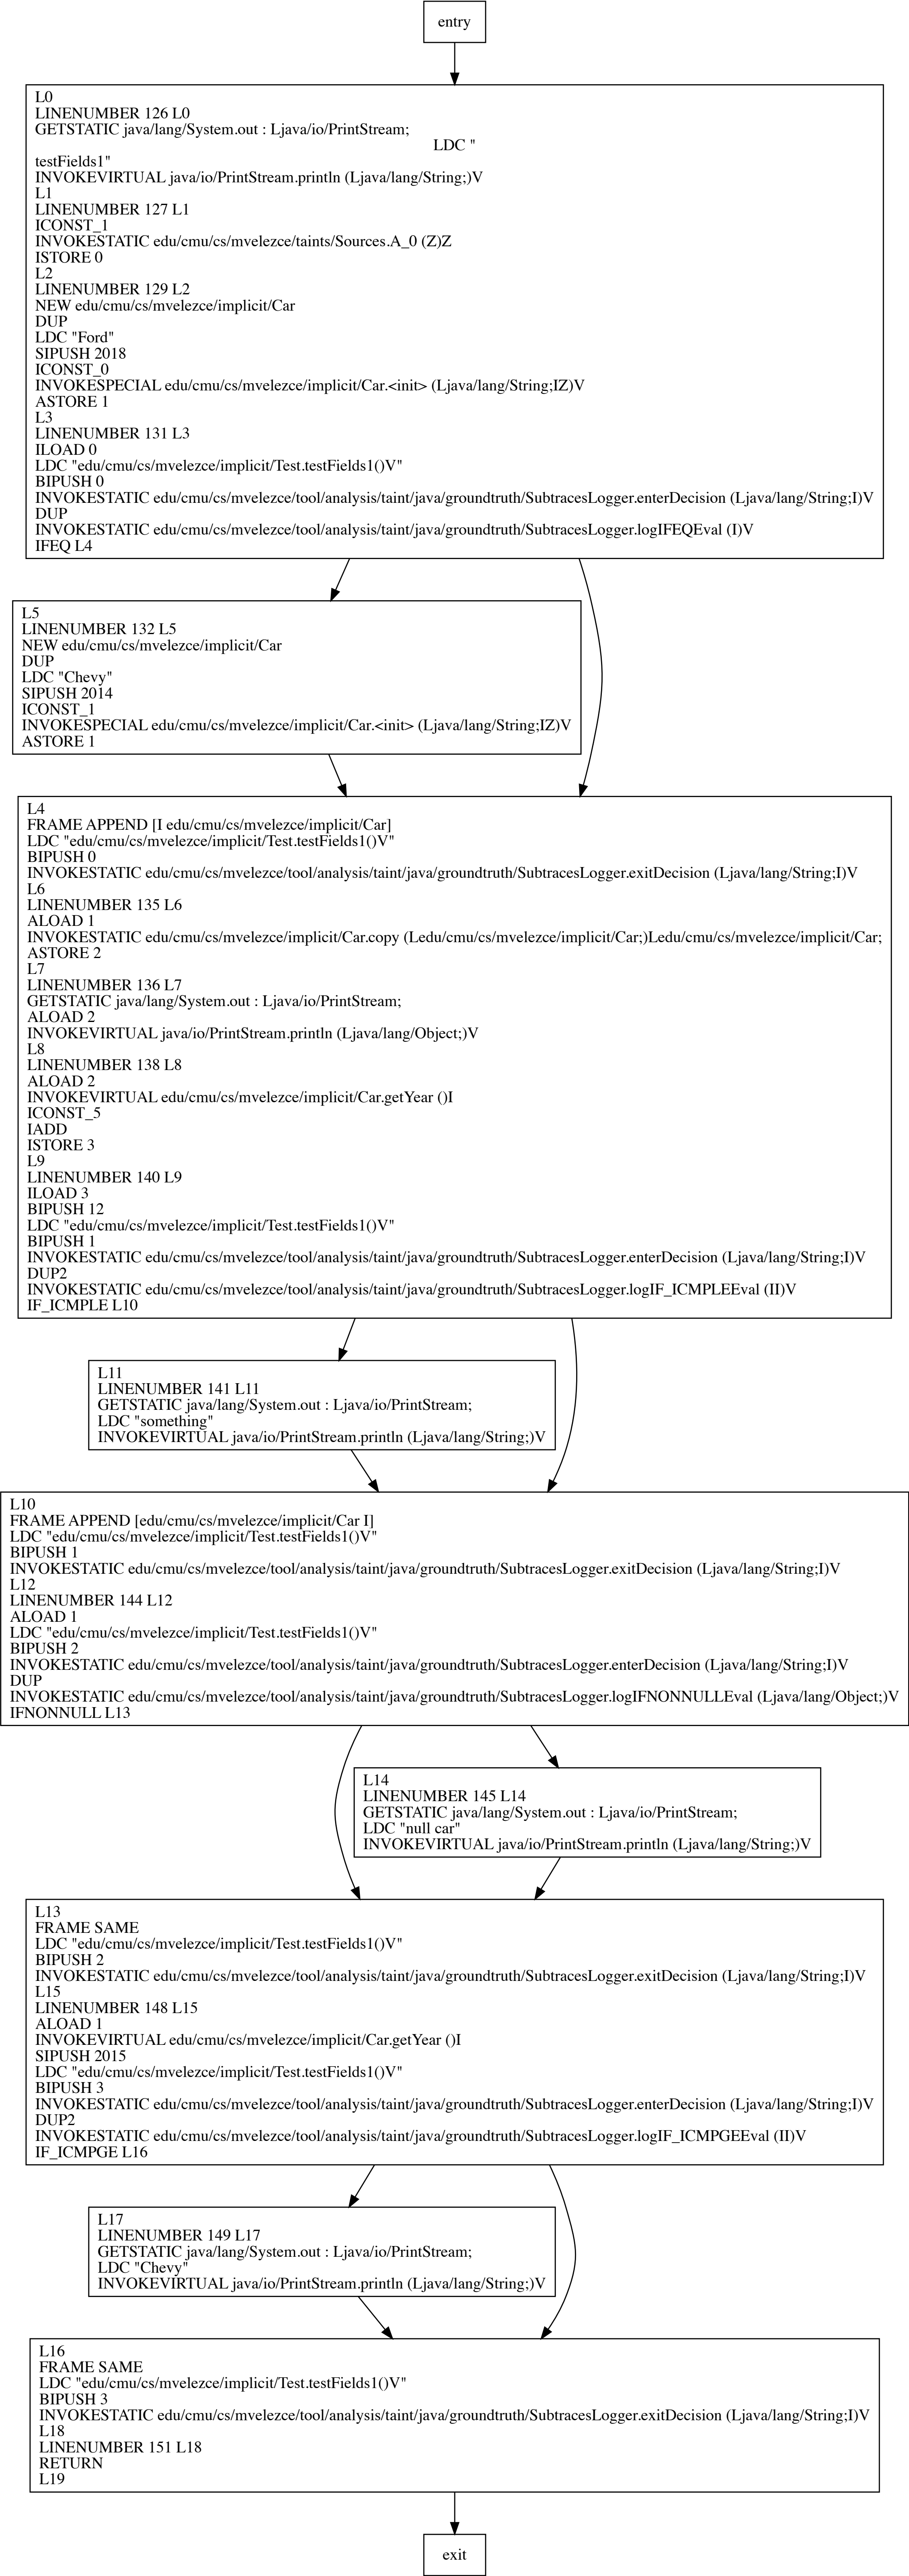 entry
L0
LINENUMBER 126 L0
GETSTATIC java/lang/System.out : Ljava/io/PrintStream;
LDC "
testFields1"
INVOKEVIRTUAL java/io/PrintStream.println (Ljava/lang/String;)V
L1
LINENUMBER 127 L1
ICONST_1
INVOKESTATIC edu/cmu/cs/mvelezce/taints/Sources.A_0 (Z)Z
ISTORE 0
L2
LINENUMBER 129 L2
NEW edu/cmu/cs/mvelezce/implicit/Car
DUP
LDC "Ford"
SIPUSH 2018
ICONST_0
INVOKESPECIAL edu/cmu/cs/mvelezce/implicit/Car.<init> (Ljava/lang/String;IZ)V
ASTORE 1
L3
LINENUMBER 131 L3
ILOAD 0
LDC "edu/cmu/cs/mvelezce/implicit/Test.testFields1()V"
BIPUSH 0
INVOKESTATIC edu/cmu/cs/mvelezce/tool/analysis/taint/java/groundtruth/SubtracesLogger.enterDecision (Ljava/lang/String;I)V
DUP
INVOKESTATIC edu/cmu/cs/mvelezce/tool/analysis/taint/java/groundtruth/SubtracesLogger.logIFEQEval (I)V
IFEQ L4
L5
LINENUMBER 132 L5
NEW edu/cmu/cs/mvelezce/implicit/Car
DUP
LDC "Chevy"
SIPUSH 2014
ICONST_1
INVOKESPECIAL edu/cmu/cs/mvelezce/implicit/Car.<init> (Ljava/lang/String;IZ)V
ASTORE 1
L4
FRAME APPEND [I edu/cmu/cs/mvelezce/implicit/Car]
LDC "edu/cmu/cs/mvelezce/implicit/Test.testFields1()V"
BIPUSH 0
INVOKESTATIC edu/cmu/cs/mvelezce/tool/analysis/taint/java/groundtruth/SubtracesLogger.exitDecision (Ljava/lang/String;I)V
L6
LINENUMBER 135 L6
ALOAD 1
INVOKESTATIC edu/cmu/cs/mvelezce/implicit/Car.copy (Ledu/cmu/cs/mvelezce/implicit/Car;)Ledu/cmu/cs/mvelezce/implicit/Car;
ASTORE 2
L7
LINENUMBER 136 L7
GETSTATIC java/lang/System.out : Ljava/io/PrintStream;
ALOAD 2
INVOKEVIRTUAL java/io/PrintStream.println (Ljava/lang/Object;)V
L8
LINENUMBER 138 L8
ALOAD 2
INVOKEVIRTUAL edu/cmu/cs/mvelezce/implicit/Car.getYear ()I
ICONST_5
IADD
ISTORE 3
L9
LINENUMBER 140 L9
ILOAD 3
BIPUSH 12
LDC "edu/cmu/cs/mvelezce/implicit/Test.testFields1()V"
BIPUSH 1
INVOKESTATIC edu/cmu/cs/mvelezce/tool/analysis/taint/java/groundtruth/SubtracesLogger.enterDecision (Ljava/lang/String;I)V
DUP2
INVOKESTATIC edu/cmu/cs/mvelezce/tool/analysis/taint/java/groundtruth/SubtracesLogger.logIF_ICMPLEEval (II)V
IF_ICMPLE L10
L11
LINENUMBER 141 L11
GETSTATIC java/lang/System.out : Ljava/io/PrintStream;
LDC "something"
INVOKEVIRTUAL java/io/PrintStream.println (Ljava/lang/String;)V
L10
FRAME APPEND [edu/cmu/cs/mvelezce/implicit/Car I]
LDC "edu/cmu/cs/mvelezce/implicit/Test.testFields1()V"
BIPUSH 1
INVOKESTATIC edu/cmu/cs/mvelezce/tool/analysis/taint/java/groundtruth/SubtracesLogger.exitDecision (Ljava/lang/String;I)V
L12
LINENUMBER 144 L12
ALOAD 1
LDC "edu/cmu/cs/mvelezce/implicit/Test.testFields1()V"
BIPUSH 2
INVOKESTATIC edu/cmu/cs/mvelezce/tool/analysis/taint/java/groundtruth/SubtracesLogger.enterDecision (Ljava/lang/String;I)V
DUP
INVOKESTATIC edu/cmu/cs/mvelezce/tool/analysis/taint/java/groundtruth/SubtracesLogger.logIFNONNULLEval (Ljava/lang/Object;)V
IFNONNULL L13
L14
LINENUMBER 145 L14
GETSTATIC java/lang/System.out : Ljava/io/PrintStream;
LDC "null car"
INVOKEVIRTUAL java/io/PrintStream.println (Ljava/lang/String;)V
L13
FRAME SAME
LDC "edu/cmu/cs/mvelezce/implicit/Test.testFields1()V"
BIPUSH 2
INVOKESTATIC edu/cmu/cs/mvelezce/tool/analysis/taint/java/groundtruth/SubtracesLogger.exitDecision (Ljava/lang/String;I)V
L15
LINENUMBER 148 L15
ALOAD 1
INVOKEVIRTUAL edu/cmu/cs/mvelezce/implicit/Car.getYear ()I
SIPUSH 2015
LDC "edu/cmu/cs/mvelezce/implicit/Test.testFields1()V"
BIPUSH 3
INVOKESTATIC edu/cmu/cs/mvelezce/tool/analysis/taint/java/groundtruth/SubtracesLogger.enterDecision (Ljava/lang/String;I)V
DUP2
INVOKESTATIC edu/cmu/cs/mvelezce/tool/analysis/taint/java/groundtruth/SubtracesLogger.logIF_ICMPGEEval (II)V
IF_ICMPGE L16
L17
LINENUMBER 149 L17
GETSTATIC java/lang/System.out : Ljava/io/PrintStream;
LDC "Chevy"
INVOKEVIRTUAL java/io/PrintStream.println (Ljava/lang/String;)V
L16
FRAME SAME
LDC "edu/cmu/cs/mvelezce/implicit/Test.testFields1()V"
BIPUSH 3
INVOKESTATIC edu/cmu/cs/mvelezce/tool/analysis/taint/java/groundtruth/SubtracesLogger.exitDecision (Ljava/lang/String;I)V
L18
LINENUMBER 151 L18
RETURN
L19
exit